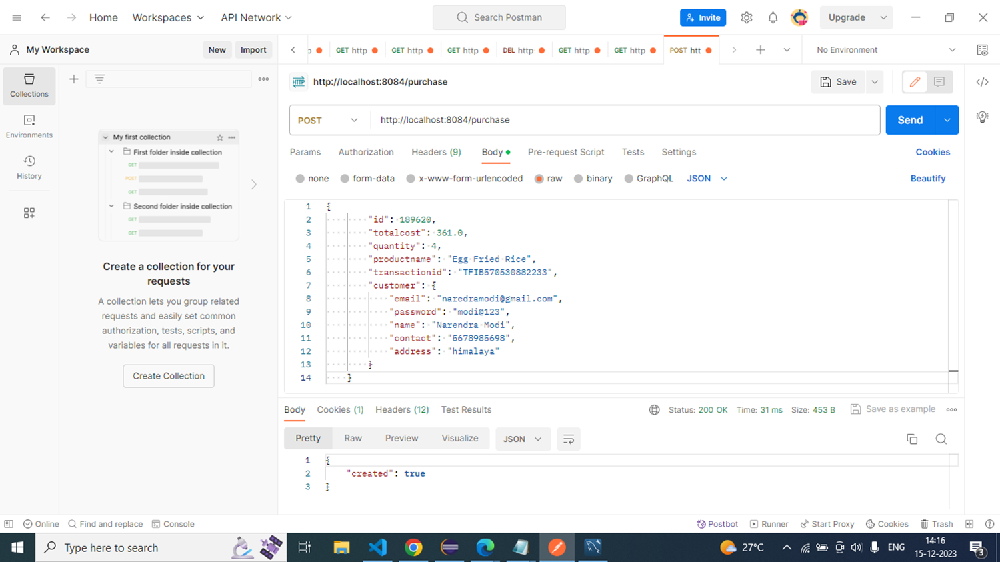 Home Workspaces API Network Search Postman Invite Upgrade
My Workspace New Import GET http GET http GET http DEL http GET http GET http POST htt No Environment
Collections
Environments
History
My first collection
First folder inside collection
GET
POST
GET
Second folder inside collection
GET
GET
Create a collection for your
requests
A collection lets you group related
requests and easily set common
authorization, tests, scripts, and
variables for all requests in it.
Create Collection
HTTP http://localhost:8084/purchase Save
POST http://localhost:8084/purchase Send
Params Authorization Headers (9) Body Pre-request Script Tests Settings Cookies
none form-data x-www-form-urlencoded raw binary GraphQL JSON Beautify
1 {
2 "id": 189620,
3 "totalcost": 361.0,
4 "quantity": 4,
5 "productname": "Egg Fried Rice",
6 "transactionid": "TFIB570530882233",
7 "customer": {
8 "email": "naredramodi@gmail.com",
9 "password": "modi@123",
10 "name": "Narendra Modi",
11 "contact": "5678985698",
12 "address": "himalaya"
13 }
14 }
Body Cookies (1) Headers (12) Test Results Status: 200 OK Time: 31 ms Size: 453 B Save as example
Pretty Raw Preview Visualize JSON
1 {
2 "created": true
3 }
Online Find and replace Console Postbot Runner Start Proxy Cookies Trash
Type here to search 27°C ENG 14:16
15-12-2023 3